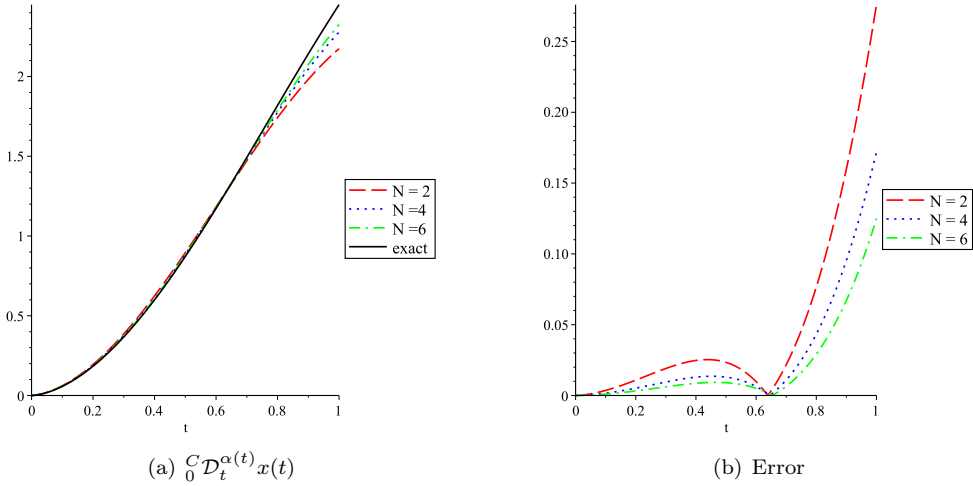 2
1.5
1
0.5
0
0 0.2 0.4 0.6 0.8 1
t
N = 2
N =4
N =6
exact
(a) $^{C}_{0}\mathcal{D}^{\alpha(t)}_{t}x(t)$
0.25
0.20
0.15
0.10
0.05
0
0 0.2 0.4 0.6 0.8 1
t
N = 2
N = 4
N = 6
(b) Error